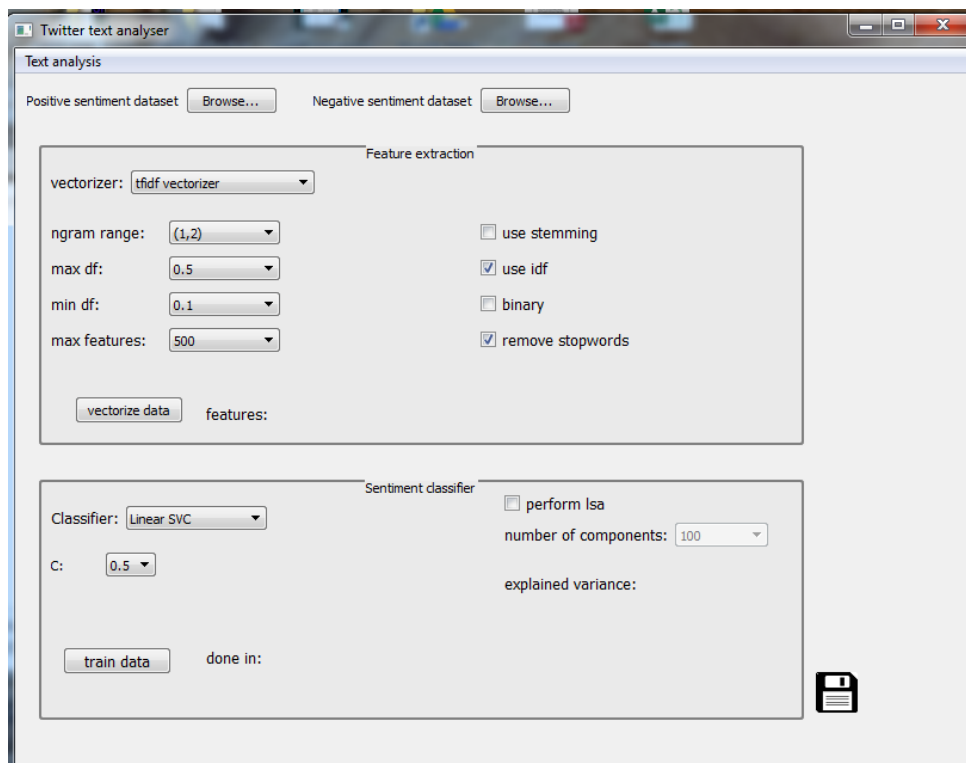 Twitter text analyser
Text analysis
Positive sentiment dataset Browse... Negative sentiment dataset Browse...
Feature extraction
vectorizer: tfidf vectorizer
ngram range: (1,2) use stemming
max df: 0.5 use idf
min df: 0.1 binary
max features: 500 remove stopwords
vectorize data features:
Sentiment classifier
perform lsa
Classifier: Linear SVC
number of components: 100
C: 0.5
explained variance:
train data done in: